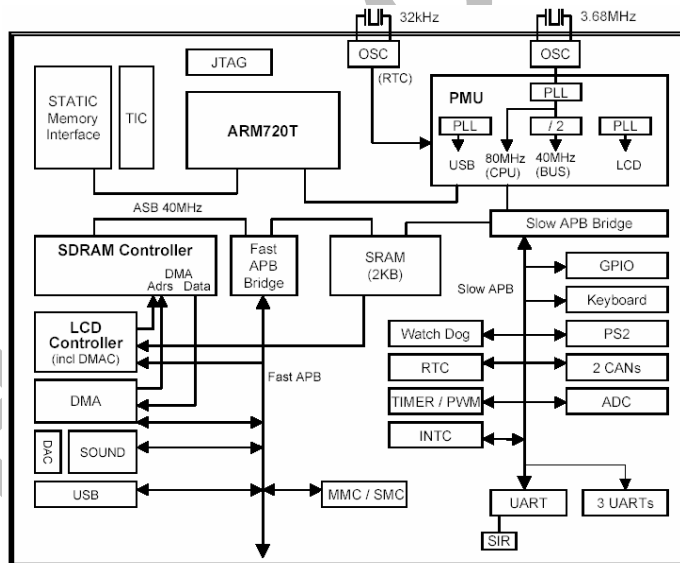 32kHz
3.68MHz
OSC
OSC
(RTC)
JTAG
STATIC
Memory
Interface
TIC
ARM720T
PMU
PLL
PLL
/ 2
PLL
USB
80MHz
(CPU)
40MHz
(BUS)
LCD
ASB 40MHz
Slow APB Bridge
SDRAM Controller
DMA
Adrs
Data
Fast
APB
Bridge
SRAM
(2KB)
Slow APB
GPIO
Keyboard
LCD
Controller
(incl DMAC)
Watch Dog
PS2
RTC
2 CANs
Fast APB
DMA
TIMER / PWM
ADC
INTC
DAC
SOUND
USB
MMC / SMC
UART
3 UARTs
SIR